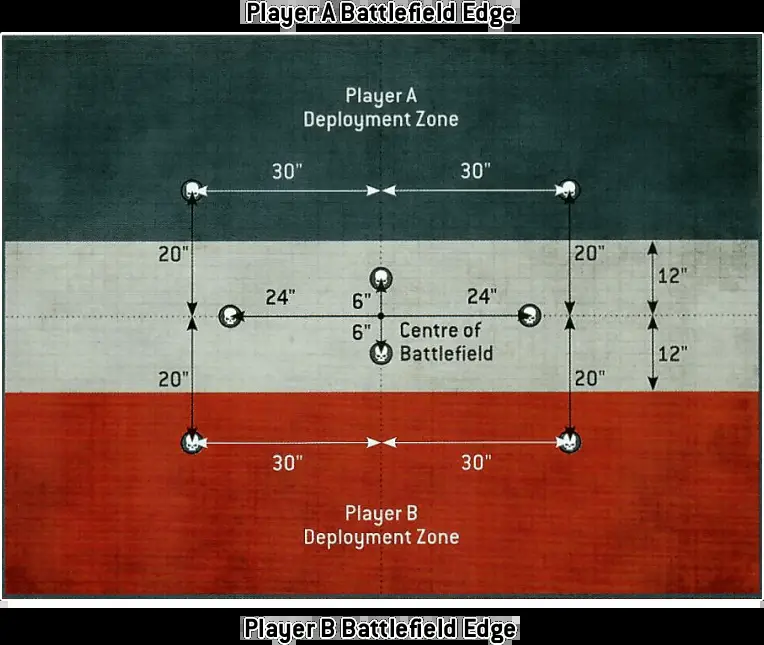 Player A Battlefield Edge
Player A
Deployment Zone
30" 30"
20" 20"
12"
24" 6" 24"
6" Centre of
Battlefield
12"
20" 20"
30" 30"
Player B
Deployment Zone
Player B Battlefield Edge